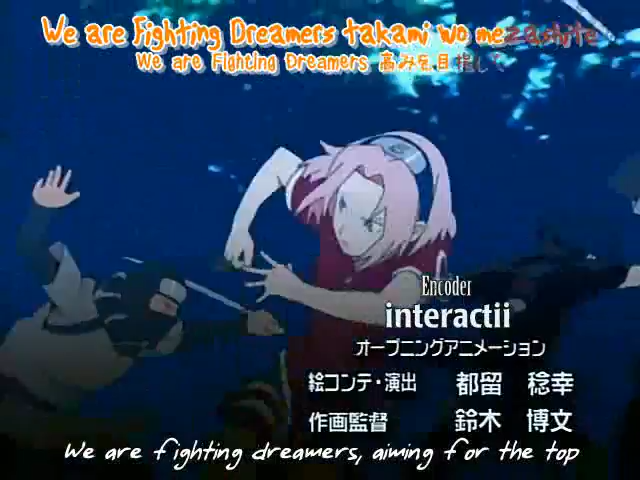 We are Fighting Dreamers takami wo mezashite
We are Fighting Dreamers 高みを目指して
Encoder
interactii
オープニングアニメーション
絵コンテ・演出 都留 稔幸
作画監督 鈴木 博文
We are fighting dreamers, aiming for the top